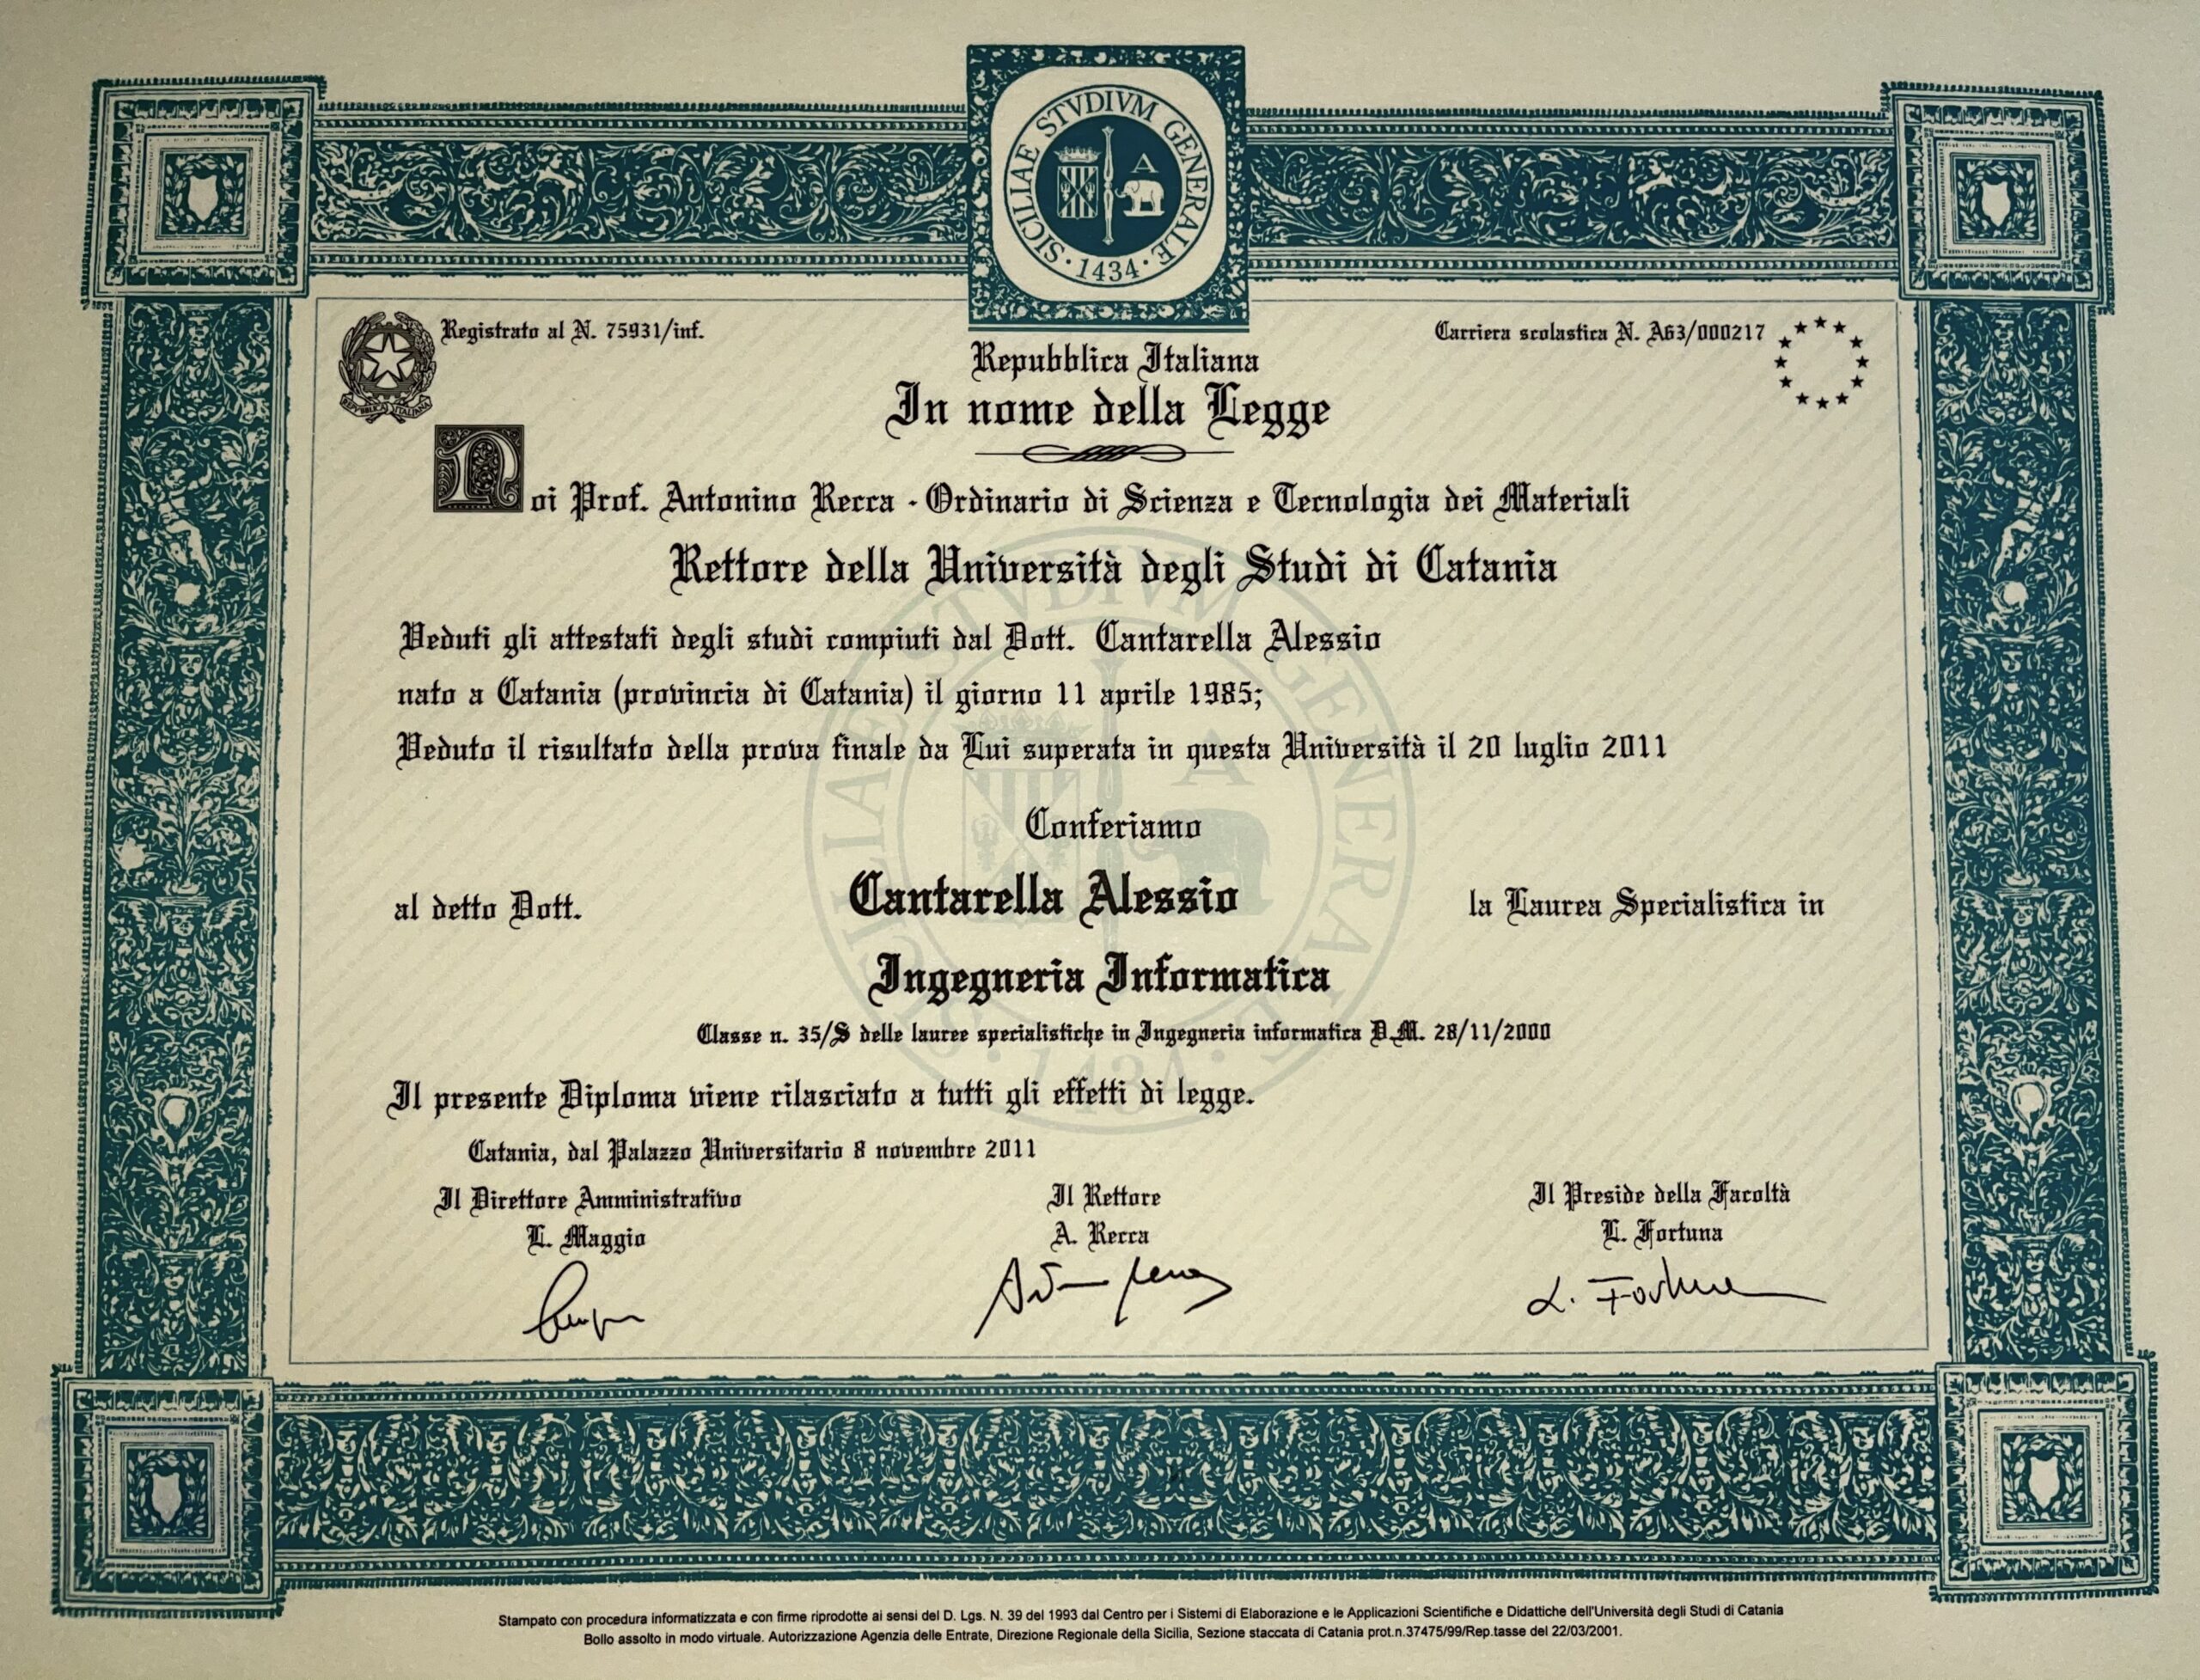 SICILIAE STVDIVM GENERALE · 1434 ·
Registrato al N. 75931/inf.
Carriera scolastica N. A63/000217
REPVBBLICA ITALIANA
Repubblica Italiana
In nome della Legge
Noi Prof. Antonino Recca - Ordinario di Scienza e Tecnologia dei Materiali
Rettore della Università degli Studi di Catania
Veduti gli attestati degli studi compiuti dal Dott. Cantarella Alessio
nato a Catania (provincia di Catania) il giorno 11 aprile 1985;
Veduto il risultato della prova finale da Lui superata in questa Università il 20 luglio 2011
Conferiamo
al detto Dott. Cantarella Alessio la Laurea Specialistica in
Ingegneria Informatica
Classe n. 35/S delle lauree specialistiche in Ingegneria informatica D.M. 28/11/2000
Il presente Diploma viene rilasciato a tutti gli effetti di legge.
Catania, dal Palazzo Universitario 8 novembre 2011
Il Direttore Amministrativo
L. Maggio
Il Rettore
A. Recca
Il Preside della Facoltà
L. Fortuna
L. Fortuna
Stampato con procedura informatizzata e con firme riprodotte ai sensi del D. Lgs. N. 39 del 1993 dal Centro per i Sistemi di Elaborazione e le Applicazioni Scientifiche e Didattiche dell'Università degli Studi di Catania
Bollo assolto in modo virtuale. Autorizzazione Agenzia delle Entrate, Direzione Regionale della Sicilia, Sezione staccata di Catania prot.n.37475/99/Rep.tasse del 22/03/2001.